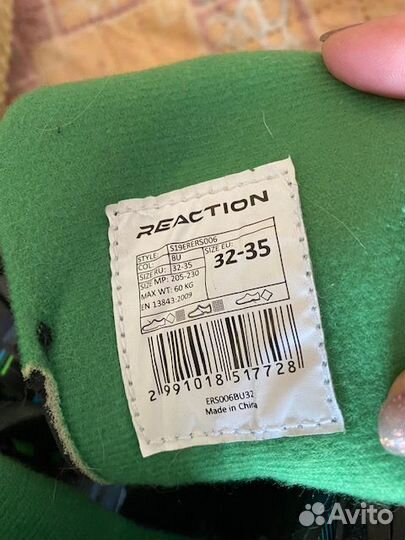 REACTION
STYLE: S19ERERS006
COL: BU
SIZE RU: 32-35
SIZE MP: 205-230
MAX WT: 60 KG
EN 13843:2009
SIZE EU:
32-35
2 991018 517728
ERS006BU32
Made in China
Avito